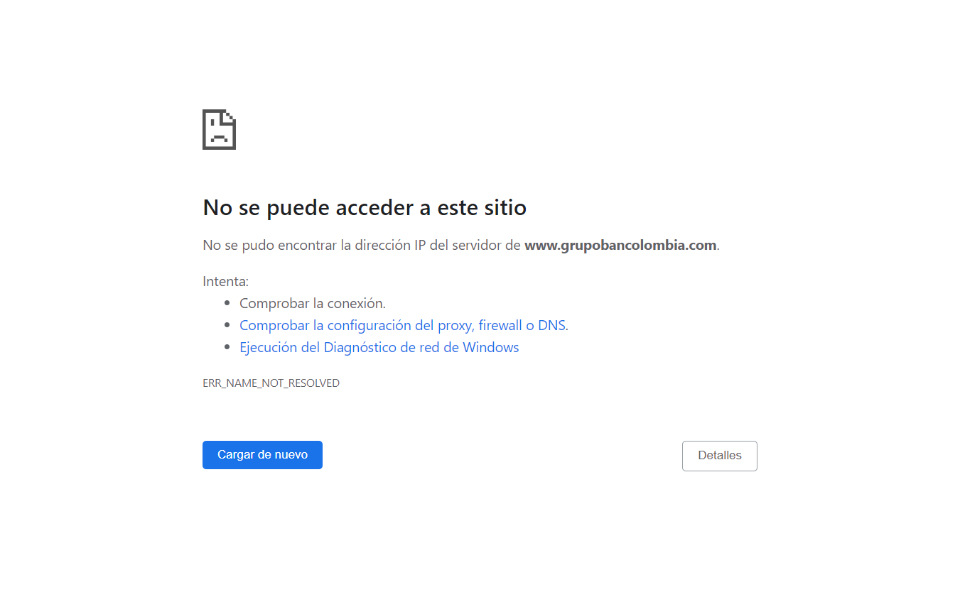 No se puede acceder a este sitio
No se pudo encontrar la dirección IP del servidor de www.grupobancolombia.com.
Intenta:
• Comprobar la conexión.
• Comprobar la configuración del proxy, firewall o DNS.
• Ejecución del Diagnóstico de red de Windows
ERR_NAME_NOT_RESOLVED
Cargar de nuevo
Detalles